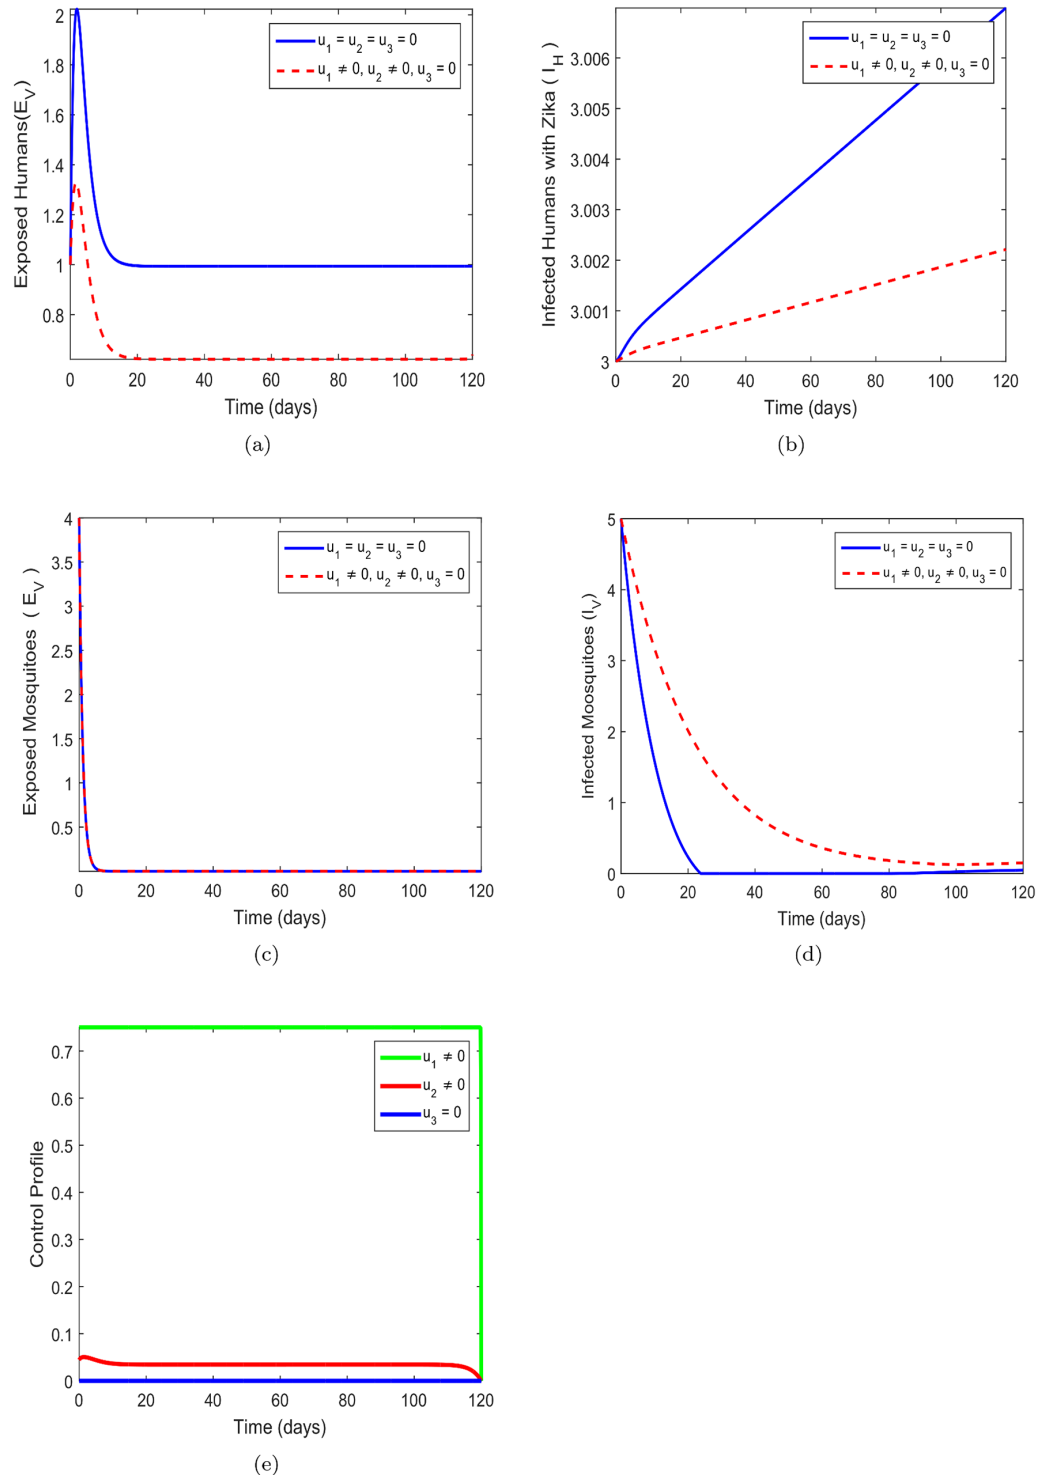 2
1.8
1.6
1.4
1.2
1
0.8
Exposed Humans(E_V)
u_1 = u_2 = u_3 = 0
u_1 ≠ 0, u_2 ≠ 0, u_3 = 0
0 20 40 60 80 100 120
Time (days)
(a)
3.006
3.005
3.004
3.003
3.002
3.001
3
Infected Humans with Zika ( I_H )
u_1 = u_2 = u_3 = 0
u_1 ≠ 0, u_2 ≠ 0, u_3 = 0
0 20 40 60 80 100 120
Time (days)
(b)
4
3.5
3
2.5
2
1.5
1
0.5
Exposed Mosquitoes ( E_V )
u_1 = u_2 = u_3 = 0
u_1 ≠ 0, u_2 ≠ 0, u_3 = 0
0 20 40 60 80 100 120
Time (days)
(c)
5
4
3
2
1
0
Infected Moosquitoes (I_V)
u_1 = u_2 = u_3 = 0
u_1 ≠ 0, u_2 ≠ 0, u_3 = 0
0 20 40 60 80 100 120
Time (days)
(d)
0.7
0.6
0.5
0.4
0.3
0.2
0.1
0
Control Profile
u_1 ≠ 0
u_2 ≠ 0
u_3 = 0
0 20 40 60 80 100 120
Time (days)
(e)